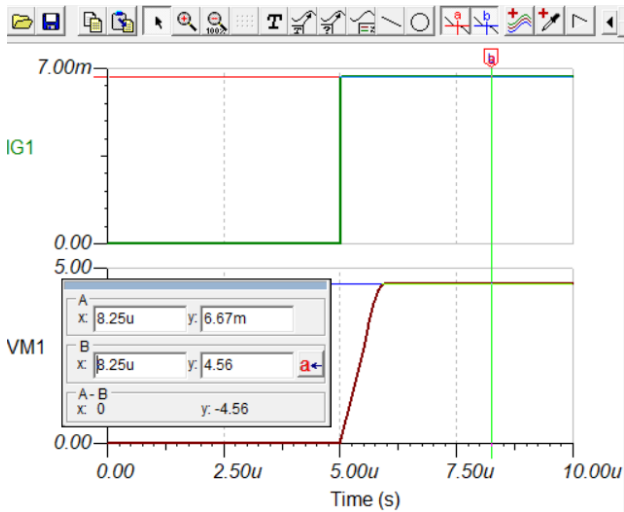 T ? a b
100%
b
7.00m
IG1
0.00
5.00
A
x: 8.25u y: 6.67m
B
VM1
x: 8.25u y: 4.56 a
A - B
x: 0 y: -4.56
0.00
0.00 2.50u 5.00u 7.50u 10.00u
Time (s)